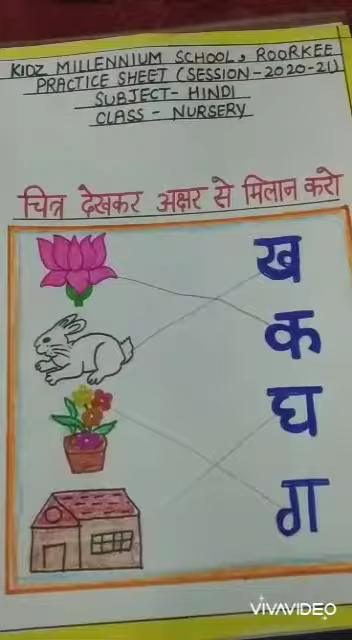 KIDZ MILLENNIUM SCHOOL, ROORKEE
PRACTICE SHEET (SESSION-2020-21)
SUBJECT- HINDI
CLASS - NURSERY
चित्र देखकर अक्षर से मिलान करो
ख
क
घ
ग
VIVAVIDEO